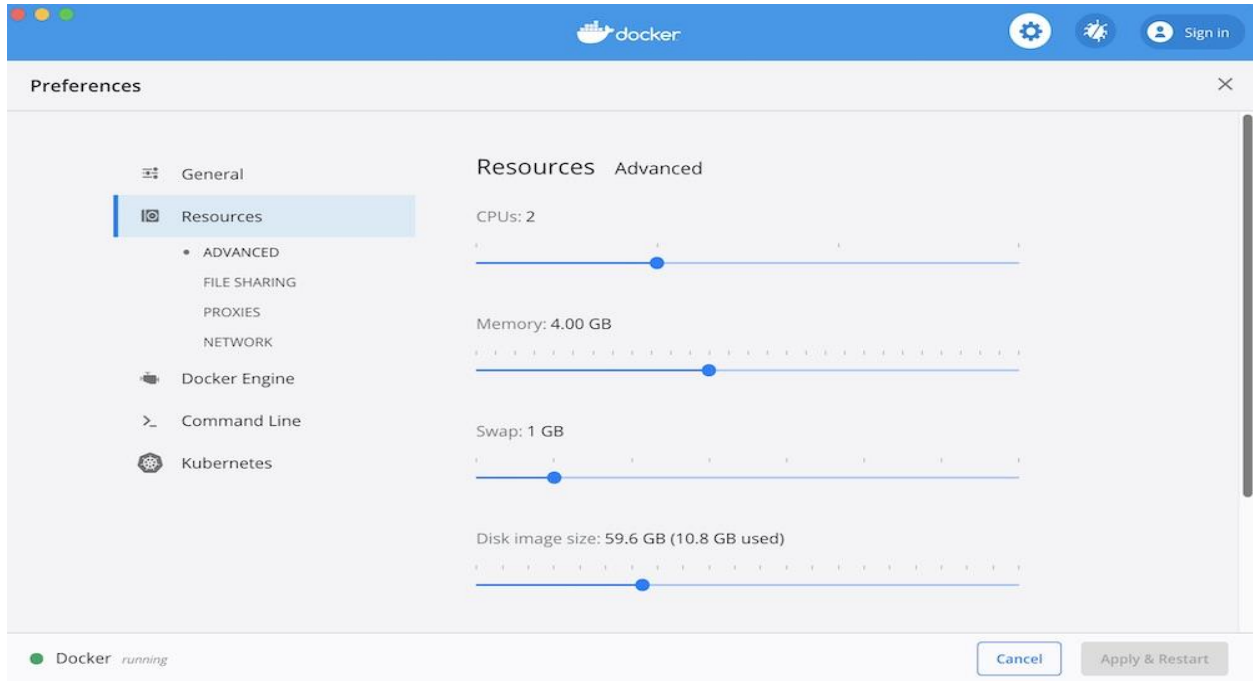 docker
Sign in
Preferences
General
Resources
ADVANCED
FILE SHARING
PROXIES
NETWORK
Docker Engine
Command Line
Kubernetes
Resources Advanced
CPUs: 2
Memory: 4.00 GB
Swap: 1 GB
Disk image size: 59.6 GB (10.8 GB used)
Docker running
Cancel
Apply & Restart